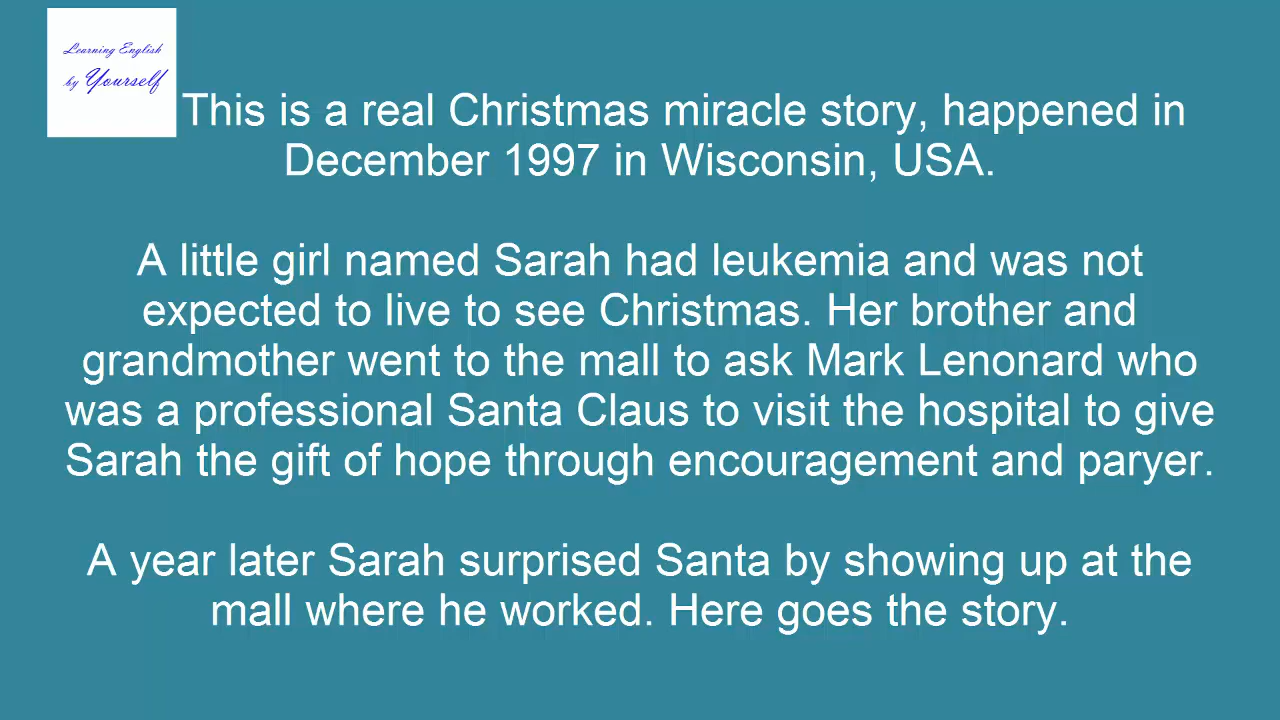 Learning English
by Yourself
This is a real Christmas miracle story, happened in
December 1997 in Wisconsin, USA.
A little girl named Sarah had leukemia and was not
expected to live to see Christmas. Her brother and
grandmother went to the mall to ask Mark Lenonard who
was a professional Santa Claus to visit the hospital to give
Sarah the gift of hope through encouragement and paryer.
A year later Sarah surprised Santa by showing up at the
mall where he worked. Here goes the story.